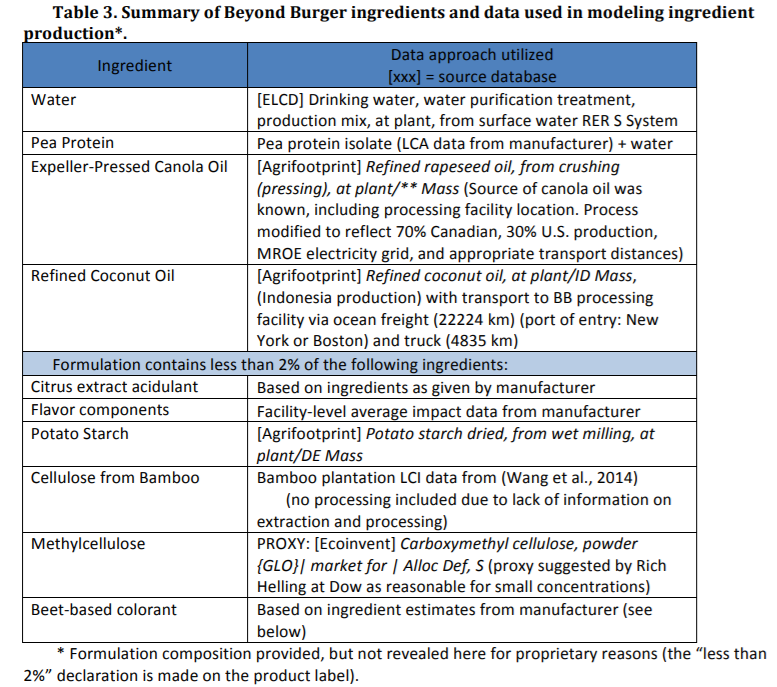 Table 3. Summary of Beyond Burger ingredients and data used in modeling ingredient
production*.
Ingredient
Data approach utilized
[xxx] = source database
Water
[ELCD] Drinking water, water purification treatment,
production mix, at plant, from surface water RER S System
Pea Protein
Pea protein isolate (LCA data from manufacturer) + water
Expeller-Pressed Canola Oil
[Agrifootprint] Refined rapeseed oil, from crushing
(pressing), at plant/** Mass (Source of canola oil was
known, including processing facility location. Process
modified to reflect 70% Canadian, 30% U.S. production,
MROE electricity grid, and appropriate transport distances)
Refined Coconut Oil
[Agrifootprint] Refined coconut oil, at plant/ID Mass,
(Indonesia production) with transport to BB processing
facility via ocean freight (22224 km) (port of entry: New
York or Boston) and truck (4835 km)
Formulation contains less than 2% of the following ingredients:
Citrus extract acidulant
Based on ingredients as given by manufacturer
Flavor components
Facility-level average impact data from manufacturer
Potato Starch
[Agrifootprint] Potato starch dried, from wet milling, at
plant/DE Mass
Cellulose from Bamboo
Bamboo plantation LCI data from (Wang et al., 2014)
(no processing included due to lack of information on
extraction and processing)
Methylcellulose
PROXY: [Ecoinvent] Carboxymethyl cellulose, powder
{GLO}| market for | Alloc Def, S (proxy suggested by Rich
Helling at Dow as reasonable for small concentrations)
Beet-based colorant
Based on ingredient estimates from manufacturer (see
below)
* Formulation composition provided, but not revealed here for proprietary reasons (the “less than
2%” declaration is made on the product label).